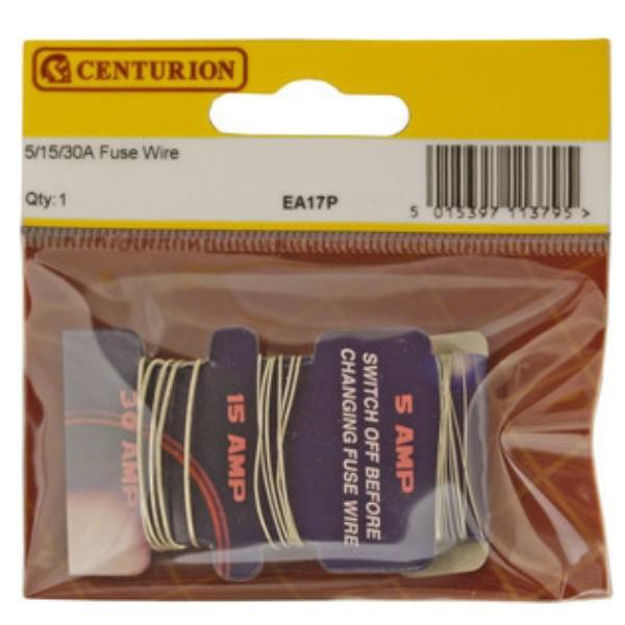 CENTURION
5/15/30A Fuse Wire
Qty: 1
EA17P
5 015397 113795 >
30 AMP
15 AMP
SWITCH OFF BEFORE
CHANGING FUSE WIRE
5 AMP